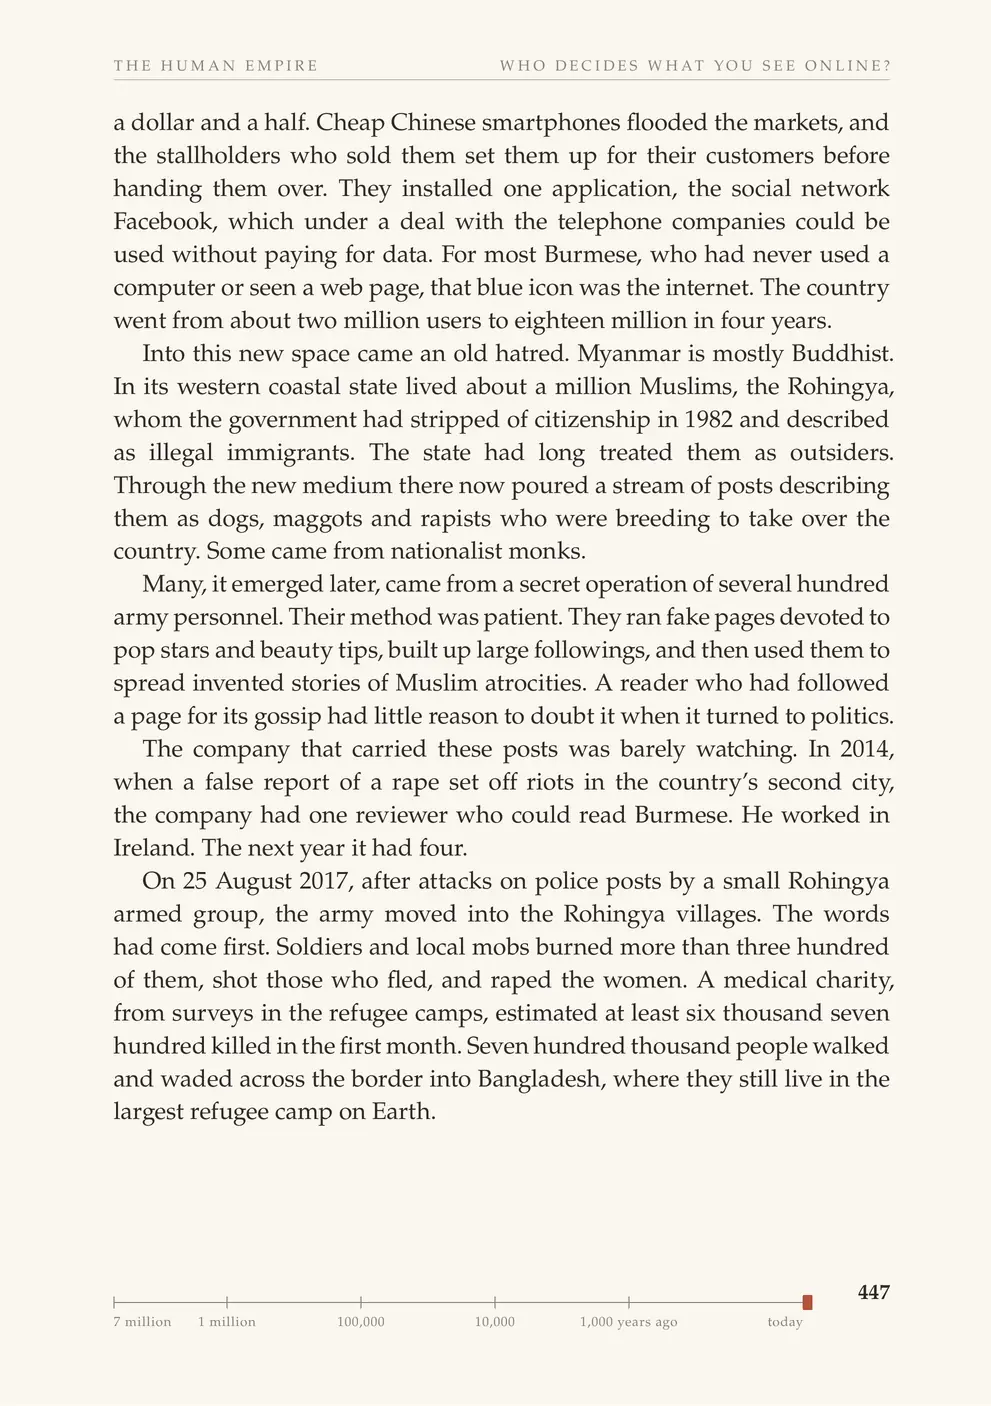 THE HUMAN EMPIRE
WHO DECIDES WHAT YOU SEE ONLINE?
a dollar and a half. Cheap Chinese smartphones flooded the markets, and
the stallholders who sold them set them up for their customers before
handing them over. They installed one application, the social network
Facebook, which under a deal with the telephone companies could be
used without paying for data. For most Burmese, who had never used a
computer or seen a web page, that blue icon was the internet. The country
went from about two million users to eighteen million in four years.
Into this new space came an old hatred. Myanmar is mostly Buddhist.
In its western coastal state lived about a million Muslims, the Rohingya,
whom the government had stripped of citizenship in 1982 and described
as illegal immigrants. The state had long treated them as outsiders.
Through the new medium there now poured a stream of posts describing
them as dogs, maggots and rapists who were breeding to take over the
country. Some came from nationalist monks.
Many, it emerged later, came from a secret operation of several hundred
army personnel. Their method was patient. They ran fake pages devoted to
pop stars and beauty tips, built up large followings, and then used them to
spread invented stories of Muslim atrocities. A reader who had followed
a page for its gossip had little reason to doubt it when it turned to politics.
The company that carried these posts was barely watching. In 2014,
when a false report of a rape set off riots in the country’s second city,
the company had one reviewer who could read Burmese. He worked in
Ireland. The next year it had four.
On 25 August 2017, after attacks on police posts by a small Rohingya
armed group, the army moved into the Rohingya villages. The words
had come first. Soldiers and local mobs burned more than three hundred
of them, shot those who fled, and raped the women. A medical charity,
from surveys in the refugee camps, estimated at least six thousand seven
hundred killed in the first month. Seven hundred thousand people walked
and waded across the border into Bangladesh, where they still live in the
largest refugee camp on Earth.
447
7 million 1 million 100,000 10,000 1,000 years ago today